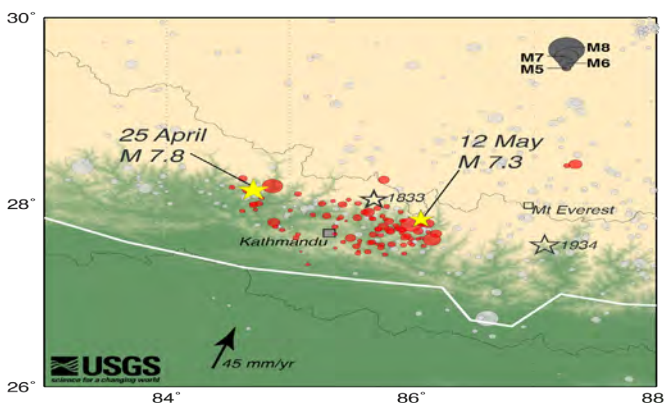 30˚
M8
M7
M6
M5
25 April
M 7.8
12 May
M 7.3
28˚
1833
Mt Everest
Kathmandu
1934
USGS
science for a changing world
45 mm/yr
26˚
84˚
86˚
88